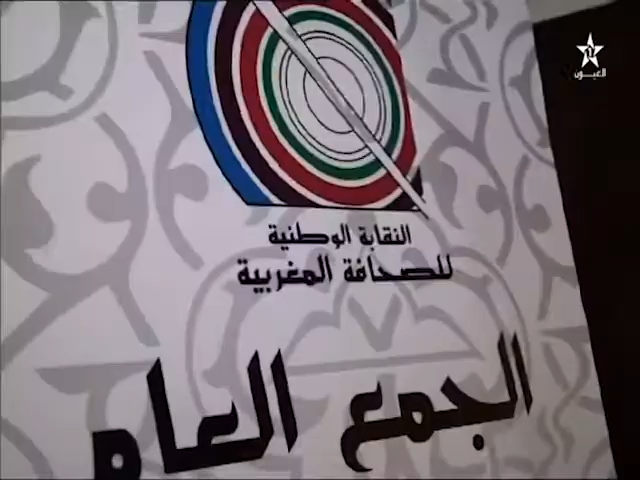 العيون
النقابة الوطنية
للصحافة المغربية
الجمع العام